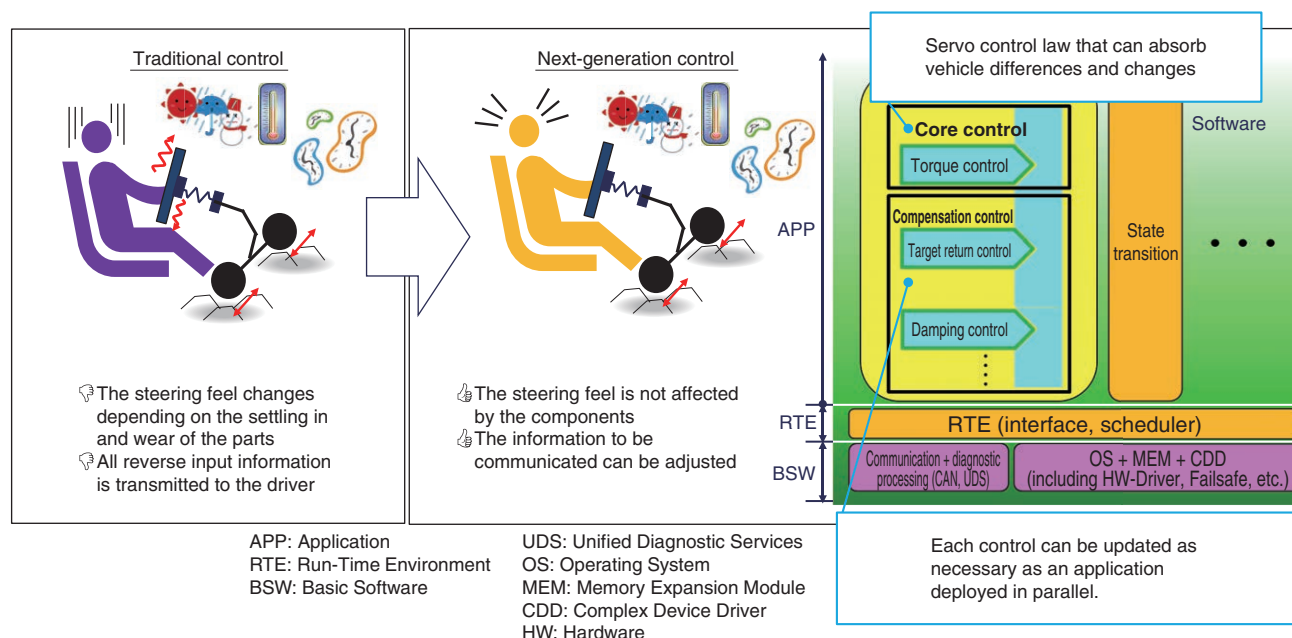 Traditional control
The steering feel changes
depending on the settling in
and wear of the parts
All reverse input information
is transmitted to the driver
Next-generation control
The steering feel is not affected
by the components
The information to be
communicated can be adjusted
Servo control law that can absorb
vehicle differences and changes
Software
Core control
Torque control
Compensation control
Target return control
Damping control
State
transition
APP
RTE
RTE (interface, scheduler)
BSW
Communication + diagnostic
processing (CAN, UDS)
OS + MEM + CDD
(including HW-Driver, Failsafe, etc.)
Each control can be updated as
necessary as an application
deployed in parallel.
APP: Application
RTE: Run-Time Environment
BSW: Basic Software
UDS: Unified Diagnostic Services
OS: Operating System
MEM: Memory Expansion Module
CDD: Complex Device Driver
HW: Hardware